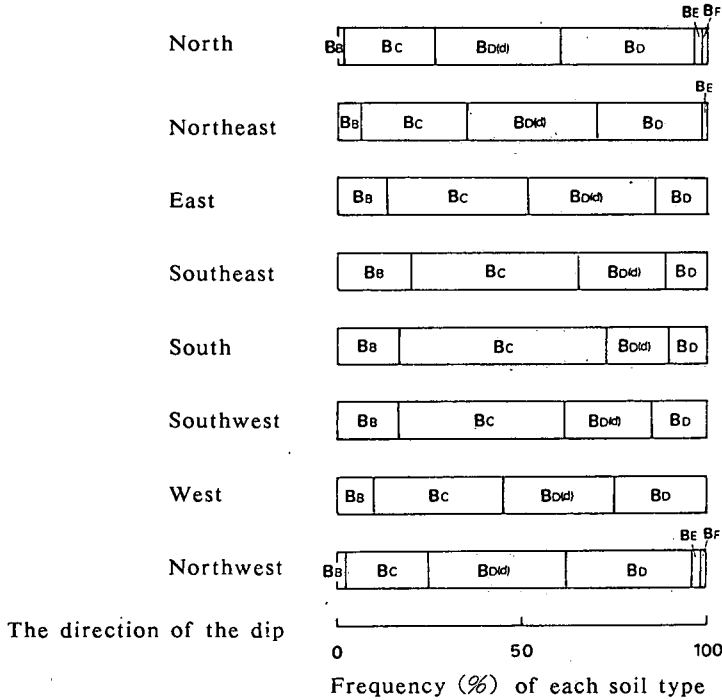 BE BF
North BB BC BD(d) BD
BE
Northeast BB BC BD(d) BD
East BB BC BD(d) BD
Southeast BB BC BD(d) BD
South BB BC BD(d) BD
Southwest BB BC BD(d) BD
West BB BC BD(d) BD
BE BF
Northwest BB BC BD(d) BD
The direction of the dip
0 50 100
Frequency (%) of each soil type